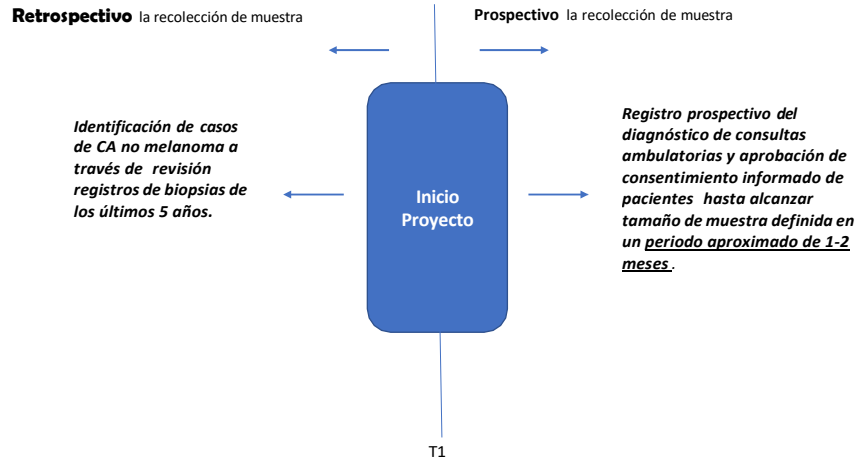 Retrospectivo la recolección de muestra
Prospectivo la recolección de muestra
Identificación de casos
de CA no melanoma a
través de revisión
registros de biopsias de
los últimos 5 años.
Inicio
Proyecto
Registro prospectivo del
diagnóstico de consultas
ambulatorias y aprobación de
consentimiento informado de
pacientes hasta alcanzar
tamaño de muestra definida en
un periodo aproximado de 1-2
meses .
T1